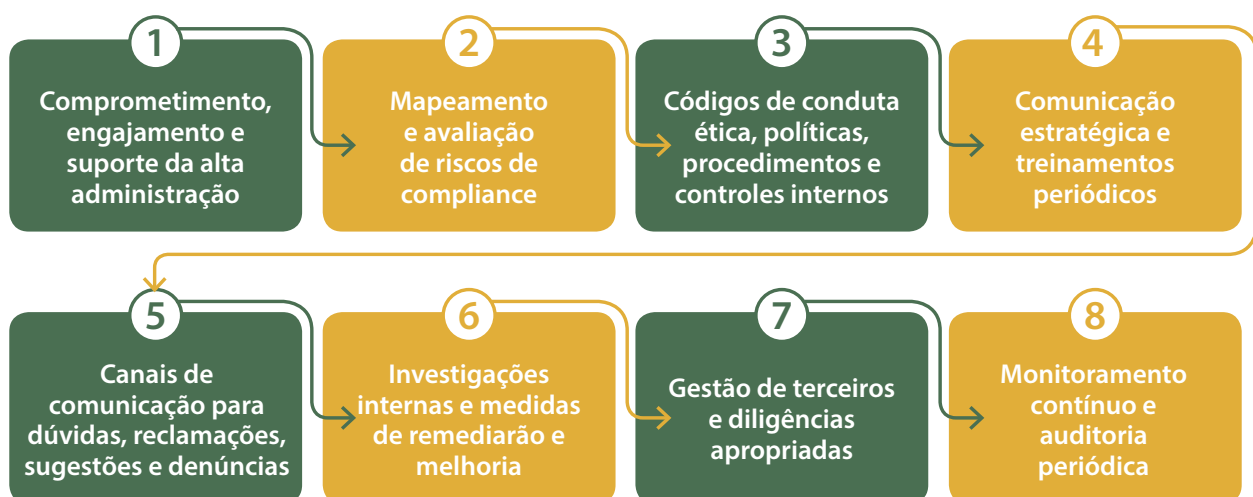 1
Comprometimento,
engajamento e
suporte da alta
administração
2
Mapeamento
e avaliação
de riscos de
compliance
3
Códigos de conduta
ética, políticas,
procedimentos e
controles internos
4
Comunicação
estratégica e
treinamentos
periódicos
5
Canais de
comunicação para
dúvidas, reclamações,
sugestões e denúncias
6
Investigações
internas e medidas
de remediarão e
melhoria
7
Gestão de terceiros
e diligências
apropriadas
8
Monitoramento
contínuo e
auditoria
periódica